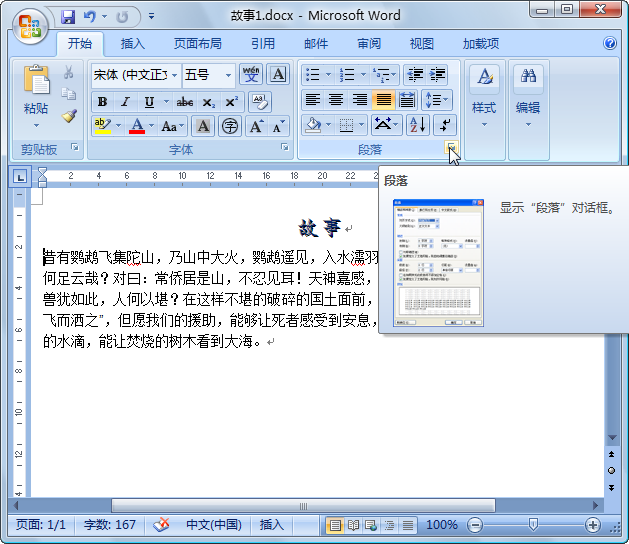 故事1.docx - Microsoft Word
开始 插入 页面布局 引用 邮件 审阅 视图 加载项
粘贴
剪贴板
宋体 (中文正文 五号
wén A
B I U abc x₂ x² Aa A 字 A A
字体
段落
样式
编辑
2 4 6 8 10 12 14 16 18 20 22
段落
显示“段落”对话框。
故 事
昔有鹦鹉飞集陀山，乃山中大火，鹦鹉遥见，入水濡羽
何足云哉？对曰：常侨居是山，不忍见耳！天神嘉感，
兽犹如此，人何以堪？在这样不堪的破碎的国土面前，
飞而洒之”，但愿我们的援助，能够让死者感受到安息，
的水滴，能让焚烧的树木看到大海。
页面: 1/1 字数: 167 中文(中国) 插入 100%